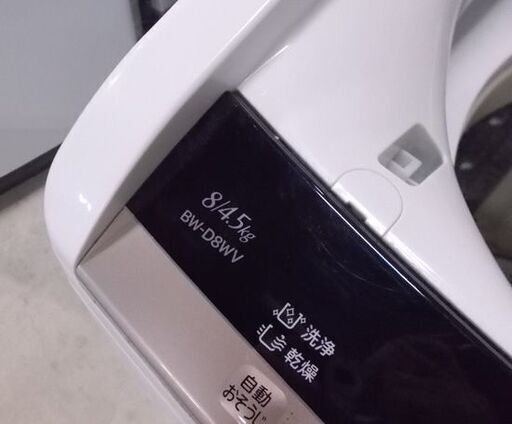 8/4.5kg
BW-D8WV
洗浄
乾燥
自動
おそうじ